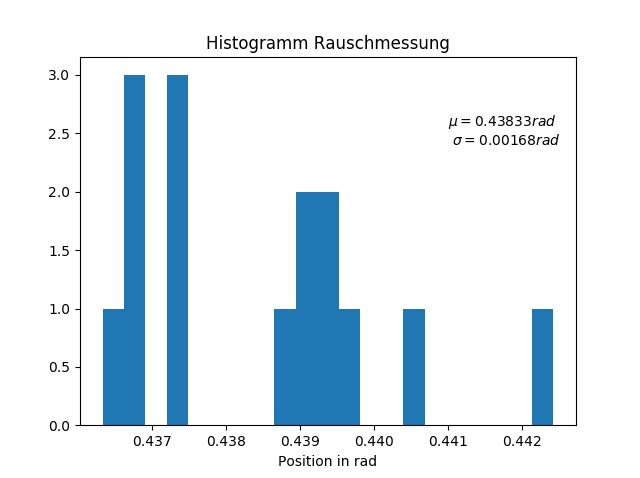 Histogramm Rauschmessung
3.0
2.5
2.0
1.5
1.0
0.5
0.0
μ = 0.43833rad
σ = 0.00168rad
0.437 0.438 0.439 0.440 0.441 0.442
Position in rad